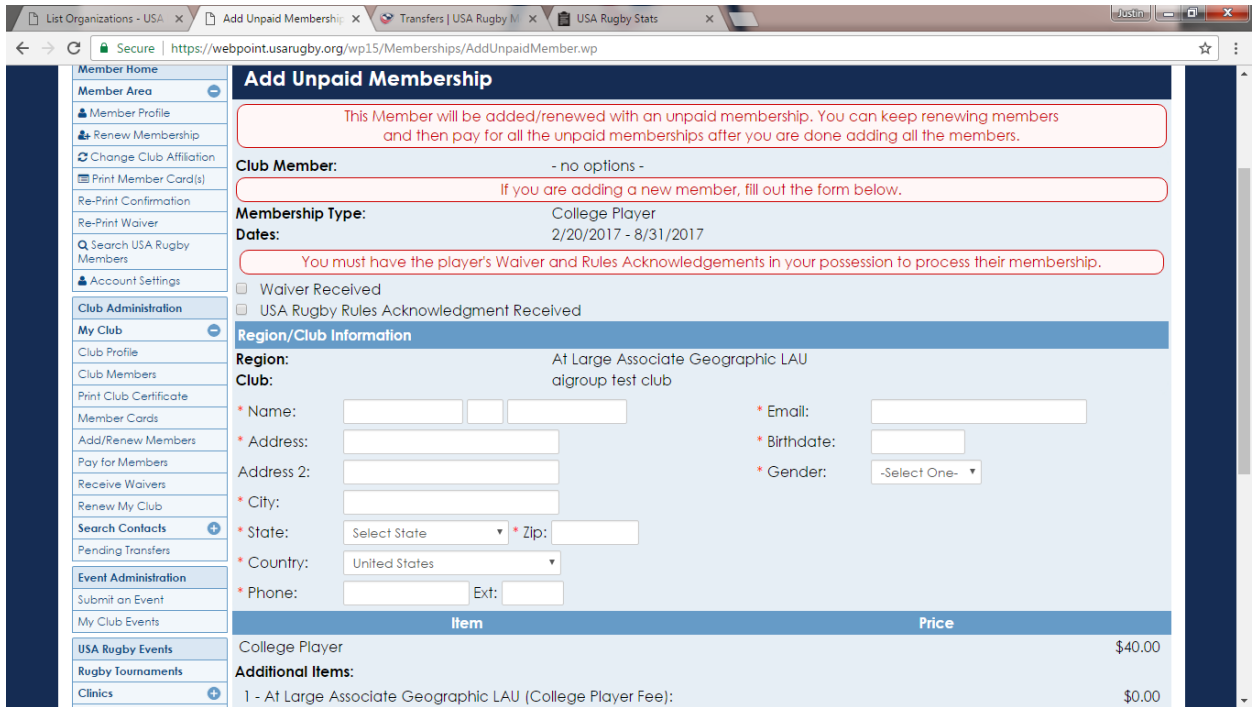 List Organizations - USA
Add Unpaid Membership
Transfers | USA Rugby M
USA Rugby Stats
Justin
Secure | https://webpoint.usarugby.org/wp15/Memberships/AddUnpaidMember.wp
Member Home
Member Area
Member Profile
Renew Membership
Change Club Affiliation
Print Member Card(s)
Re-Print Confirmation
Re-Print Waiver
Search USA Rugby
Members
Account Settings
Club Administration
My Club
Club Profile
Club Members
Print Club Certificate
Member Cards
Add/Renew Members
Pay for Members
Receive Waivers
Renew My Club
Search Contacts
Pending Transfers
Event Administration
Submit an Event
My Club Events
USA Rugby Events
Rugby Tournaments
Clinics
Add Unpaid Membership
This Member will be added/renewed with an unpaid membership. You can keep renewing members
and then pay for all the unpaid memberships after you are done adding all the members.
Club Member: - no options -
If you are adding a new member, fill out the form below.
Membership Type: College Player
Dates: 2/20/2017 - 8/31/2017
You must have the player's Waiver and Rules Acknowledgements in your possession to process their membership.
Waiver Received
USA Rugby Rules Acknowledgment Received
Region/Club Information
Region: At Large Associate Geographic LAU
Club: aigroup test club
* Name: * Email:
* Address: * Birthdate:
Address 2: * Gender: -Select One-
* City:
* State: Select State * Zip:
* Country: United States
* Phone: Ext:
Item Price
College Player $40.00
Additional Items:
1 - At Large Associate Geographic LAU (College Player Fee): $0.00